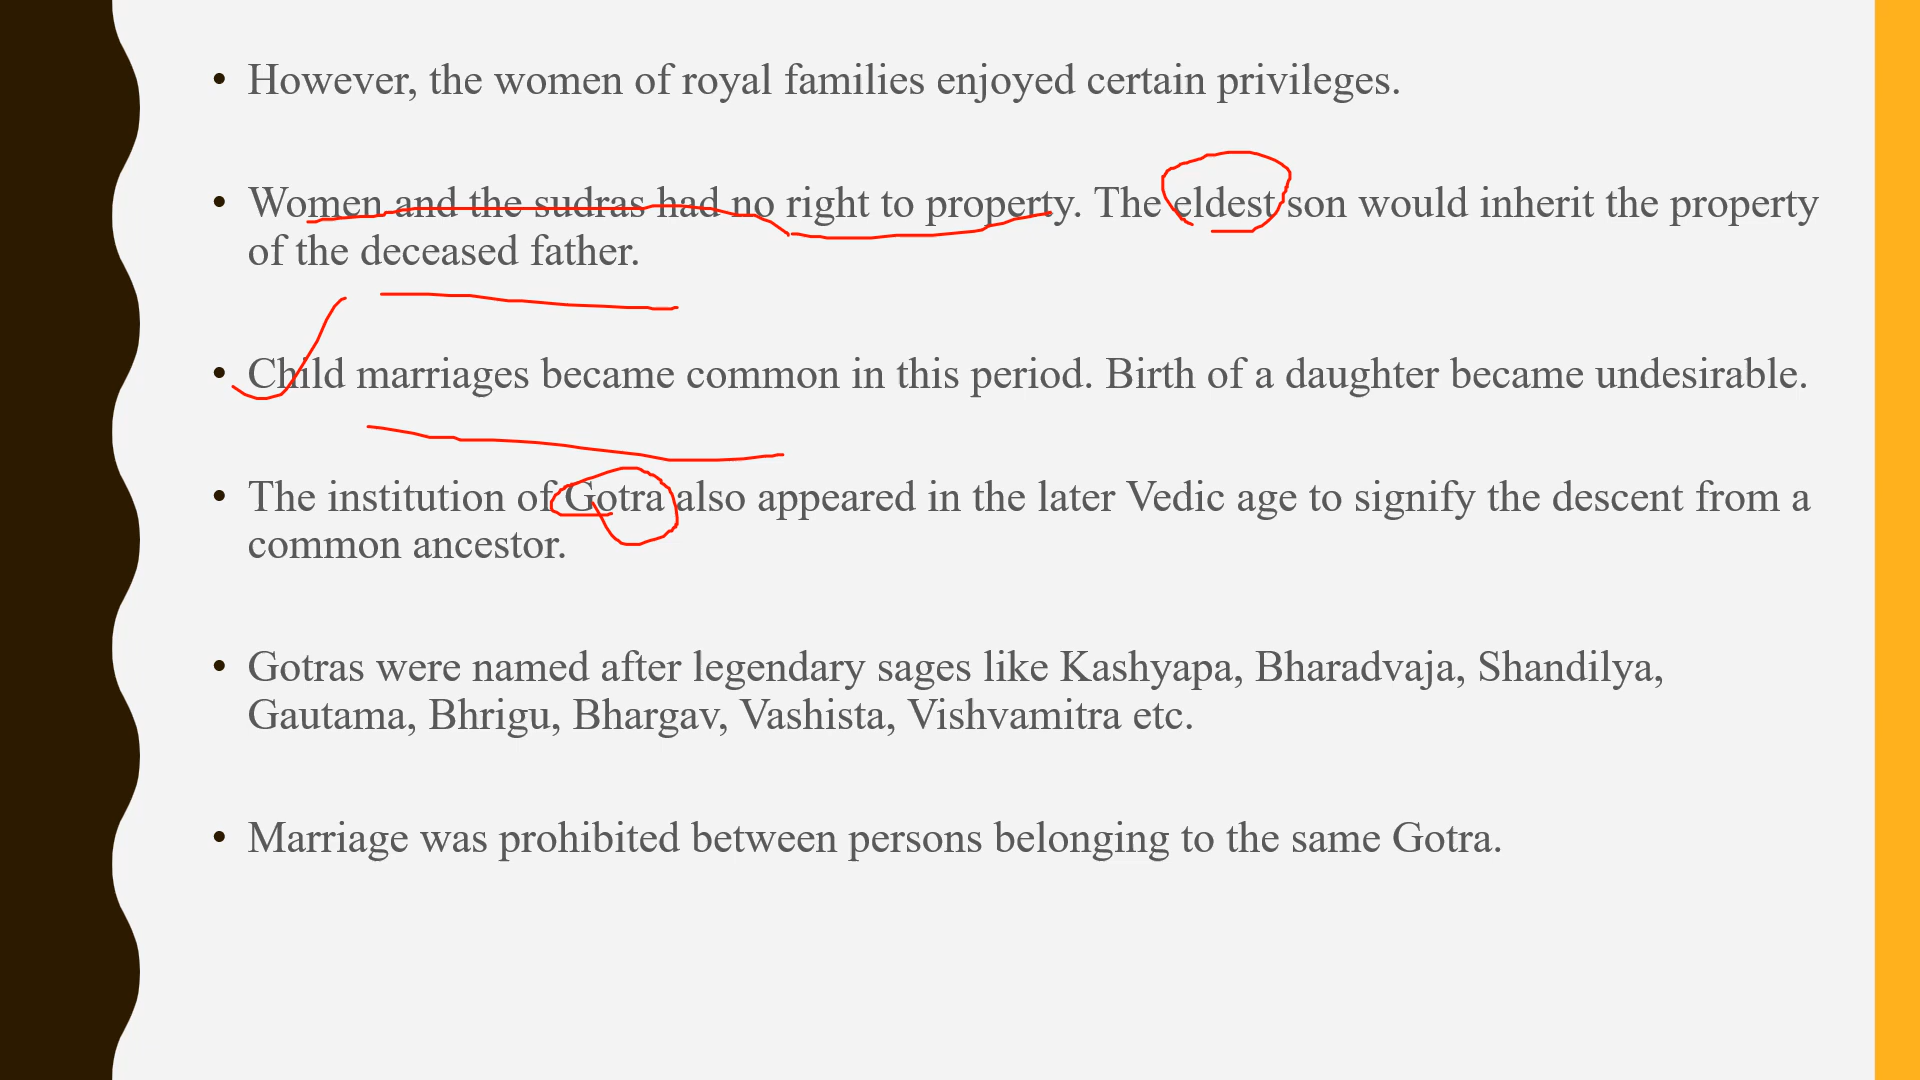 • However, the women of royal families enjoyed certain privileges.
• Women and the sudras had no right to property. The eldest son would inherit the property
of the deceased father.
• Child marriages became common in this period. Birth of a daughter became undesirable.
• The institution of Gotra also appeared in the later Vedic age to signify the descent from a
common ancestor.
• Gotras were named after legendary sages like Kashyapa, Bharadvaja, Shandilya,
Gautama, Bhrigu, Bhargav, Vashista, Vishvamitra etc.
• Marriage was prohibited between persons belonging to the same Gotra.